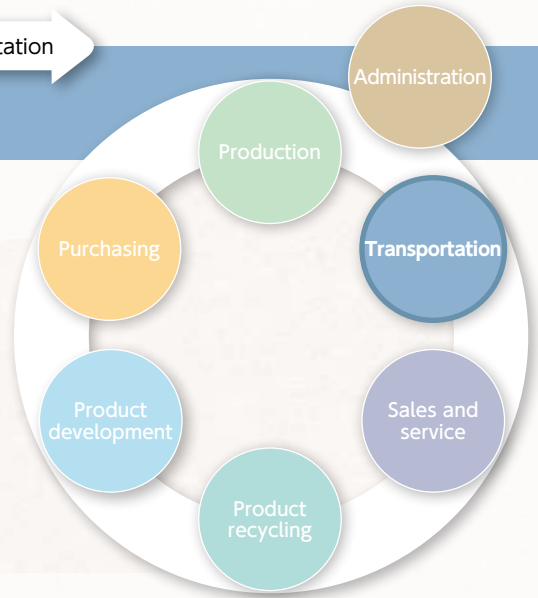 tation
Administration
Production
Purchasing
Transportation
Product
development
Sales and
service
Product
recycling